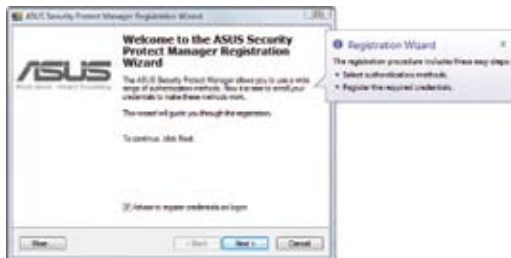 ASUS Security Protect Manager Registration Wizard
Welcome to the ASUS Security
Protect Manager Registration
Wizard
ASUS
The ASUS Security Protect Manager allows you to use a wide
range of authentication methods. Now it is time to enroll your
credentials to make these methods work.
This wizard will guide you through the registration.
To continue, click Next.
to register credentials on logon
< Back
Next >
Cancel
Registration Wizard
The registration procedure includes these easy steps
• Select authentication methods.
• Register the required credentials.